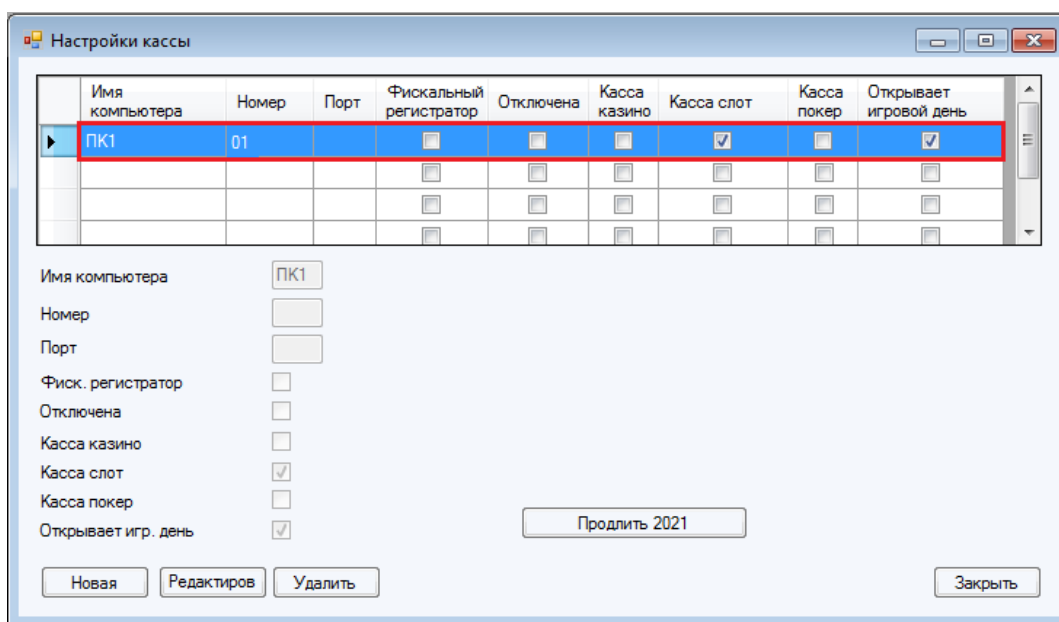 Настройки кассы
Имя компьютера Номер Порт Фискальный регистратор Отключена Касса казино Касса слот Касса покер Открывает игровой день
ПК1 01
Имя компьютера ПК1
Номер
Порт
Фиск. регистратор
Отключена
Касса казино
Касса слот
Касса покер
Открывает игр. день
Продлить 2021
Новая Редактиров Удалить Закрыть